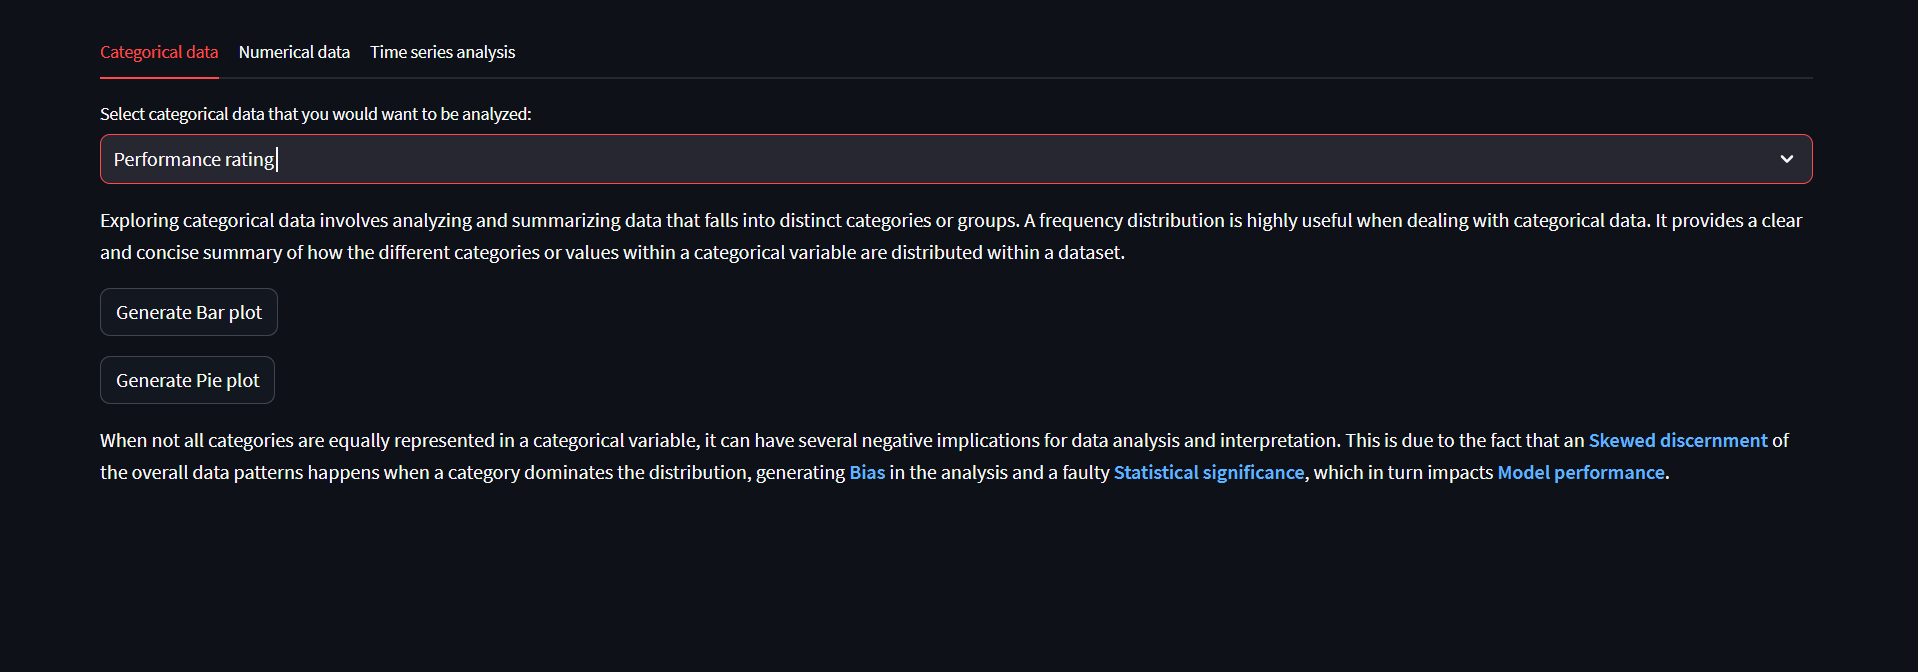 Categorical data Numerical data Time series analysis
Select categorical data that you would want to be analyzed:
Performance rating
Exploring categorical data involves analyzing and summarizing data that falls into distinct categories or groups. A frequency distribution is highly useful when dealing with categorical data. It provides a clear
and concise summary of how the different categories or values within a categorical variable are distributed within a dataset.
Generate Bar plot
Generate Pie plot
When not all categories are equally represented in a categorical variable, it can have several negative implications for data analysis and interpretation. This is due to the fact that an Skewed discernment of
the overall data patterns happens when a category dominates the distribution, generating Bias in the analysis and a faulty Statistical significance, which in turn impacts Model performance.